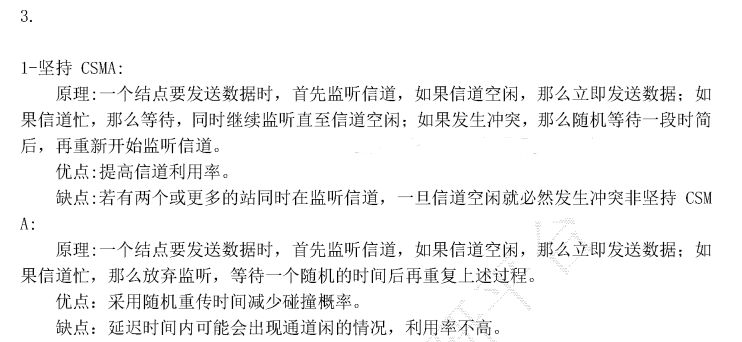 3.
1-坚持 CSMA:
原理:一个结点要发送数据时，首先监听信道，如果信道空闲，那么立即发送数据；如
果信道忙，那么等待，同时继续监听直至信道空闲；如果发生冲突，那么随机等待一段时简
后，再重新开始监听信道。
优点:提高信道利用率。
缺点:若有两个或更多的站同时在监听信道，一旦信道空闲就必然发生冲突非坚持 CSM
A:
原理:一个结点要发送数据时，首先监听信道，如果信道空闲，那么立即发送数据；如
果信道忙，那么放弃监听，等待一个随机的时间后再重复上述过程。
优点：采用随机重传时间减少碰撞概率。
缺点：延迟时间内可能会出现通道闲的情况，利用率不高。